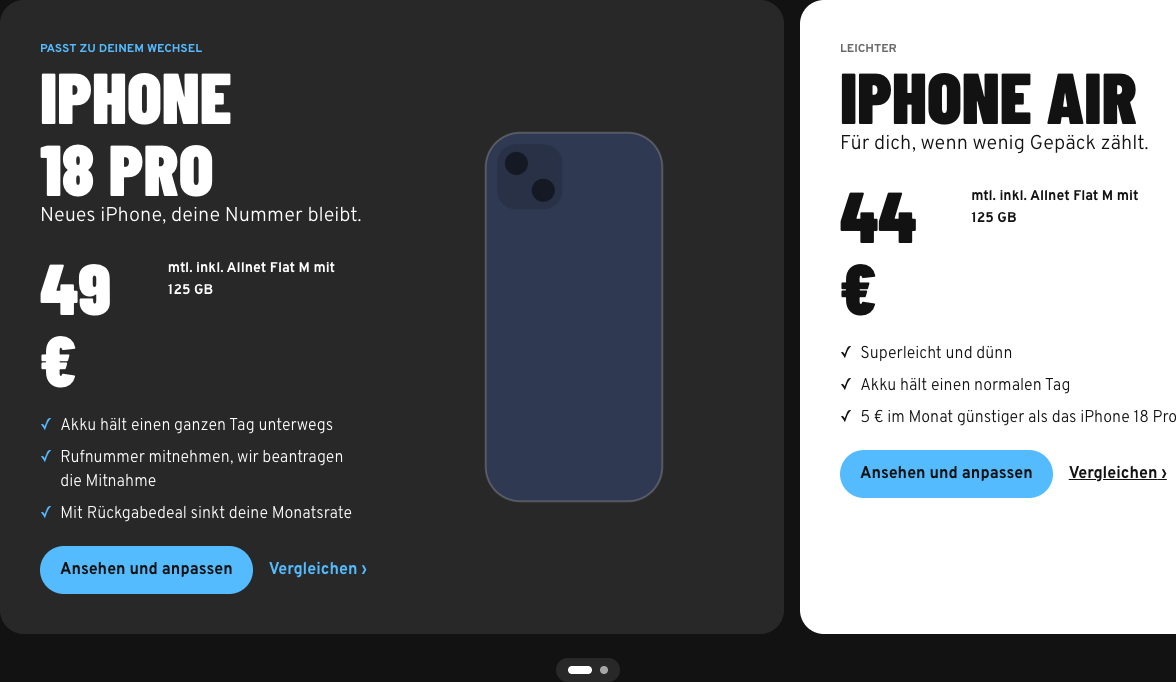 PASST ZU DEINEM WECHSEL
IPHONE
18 PRO
Neues iPhone, deine Nummer bleibt.
49
€
mtl. inkl. Allnet Flat M mit
125 GB
✓ Akku hält einen ganzen Tag unterwegs
✓ Rufnummer mitnehmen, wir beantragen
die Mitnahme
✓ Mit Rückgabedeal sinkt deine Monatsrate
Ansehen und anpassen
Vergleichen ›
LEICHTER
IPHONE AIR
Für dich, wenn wenig Gepäck zählt.
44
€
mtl. inkl. Allnet Flat M mit
125 GB
✓ Superleicht und dünn
✓ Akku hält einen normalen Tag
✓ 5 € im Monat günstiger als das iPhone 18 Pro
Ansehen und anpassen
Vergleichen ›